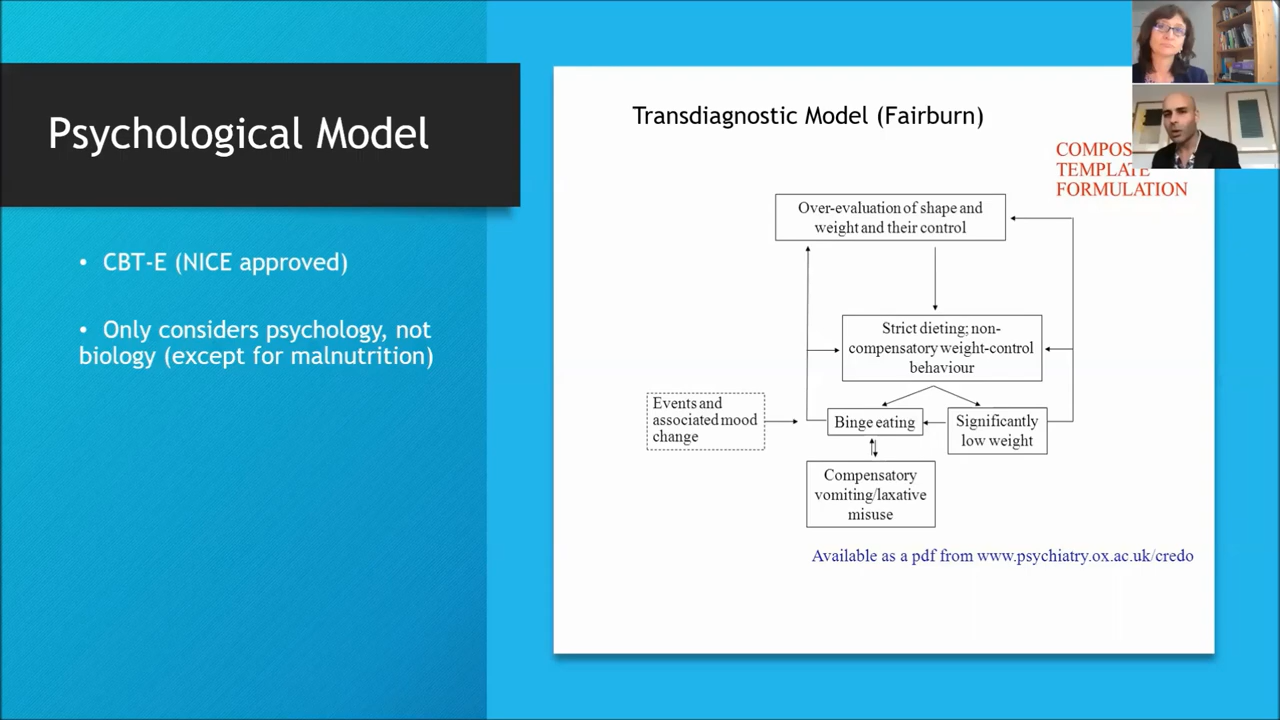 Psychological Model
• CBT-E (NICE approved)
• Only considers psychology, not
biology (except for malnutrition)
Transdiagnostic Model (Fairburn)
TEMPLATE
FORMULATION
Over-evaluation of shape and
weight and their control
Strict dieting; non-
compensatory weight-control
behaviour
Events and
associated mood
change
Binge eating
Significantly
low weight
Compensatory
vomiting/laxative
misuse
Available as a pdf from www.psychiatry.ox.ac.uk/credo